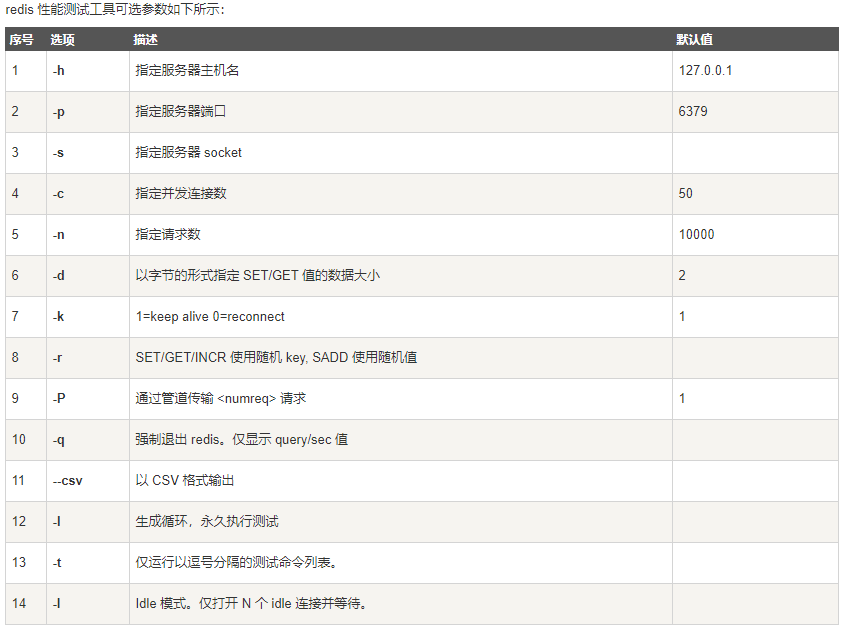 redis 性能测试工具可选参数如下所示：
序号 选项 描述 默认值
1 -h 指定服务器主机名 127.0.0.1
2 -p 指定服务器端口 6379
3 -s 指定服务器 socket
4 -c 指定并发连接数 50
5 -n 指定请求数 10000
6 -d 以字节的形式指定 SET/GET 值的数据大小 2
7 -k 1=keep alive 0=reconnect 1
8 -r SET/GET/INCR 使用随机 key, SADD 使用随机值
9 -P 通过管道传输 <numreq> 请求 1
10 -q 强制退出 redis。仅显示 query/sec 值
11 --csv 以 CSV 格式输出
12 -l 生成循环，永久执行测试
13 -t 仅运行以逗号分隔的测试命令列表。
14 -I Idle 模式。仅打开 N 个 idle 连接并等待。